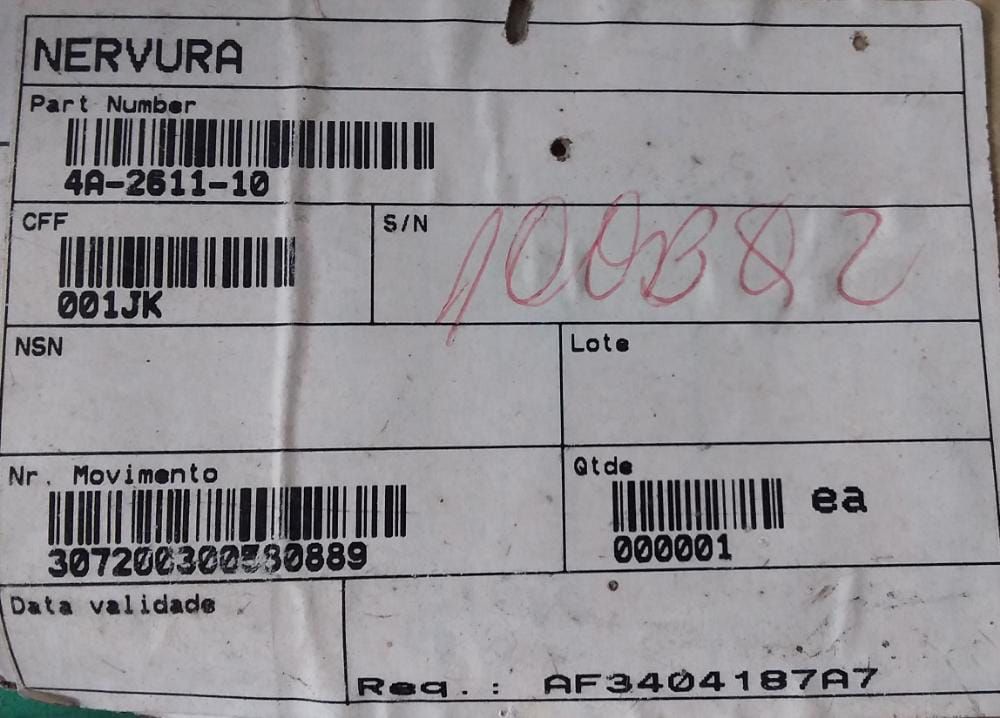 NERVURA
Part Number
4A-2611-10
CFF
001JK
S/N
NSN
Lote
Nr. Movimento
Qtde
ea
000001
Data validade
Req.: AF3404187A7